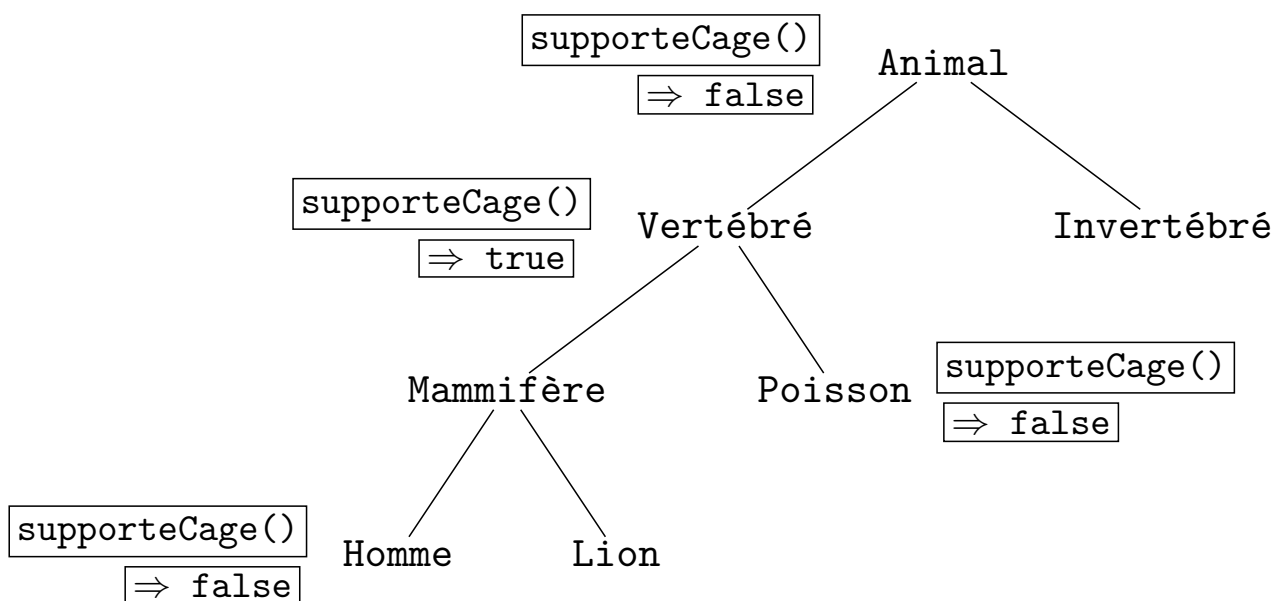 supporteCage()
Animal
⇒ false
supporteCage()
Vertébré
Invertébré
⇒ true
supporteCage()
Mammifère
Poisson
⇒ false
supporteCage()
Homme
Lion
⇒ false